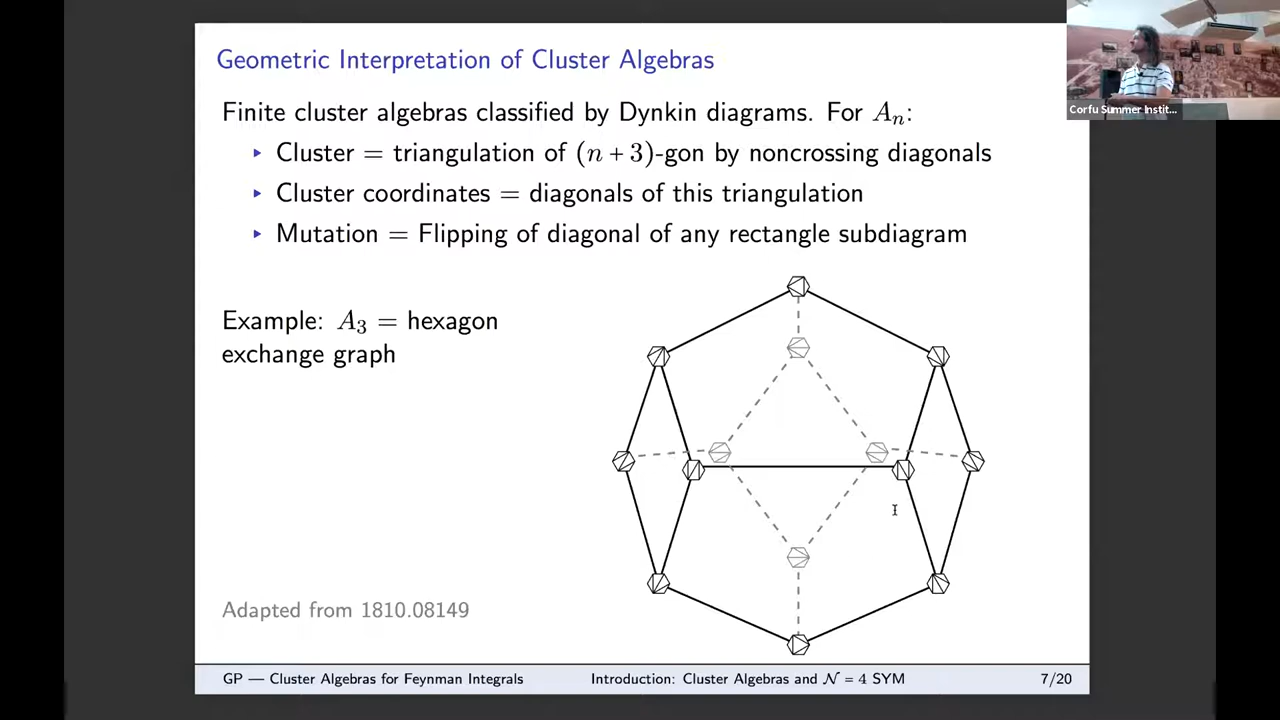 Geometric Interpretation of Cluster Algebras
Corfu Summer Instit...
Finite cluster algebras classified by Dynkin diagrams. For Aₙ:
▸ Cluster = triangulation of (n + 3)-gon by noncrossing diagonals
▸ Cluster coordinates = diagonals of this triangulation
▸ Mutation = Flipping of diagonal of any rectangle subdiagram
Example: A₃ = hexagon
exchange graph
Adapted from 1810.08149
GP — Cluster Algebras for Feynman Integrals Introduction: Cluster Algebras and 𝒩 = 4 SYM 7/20